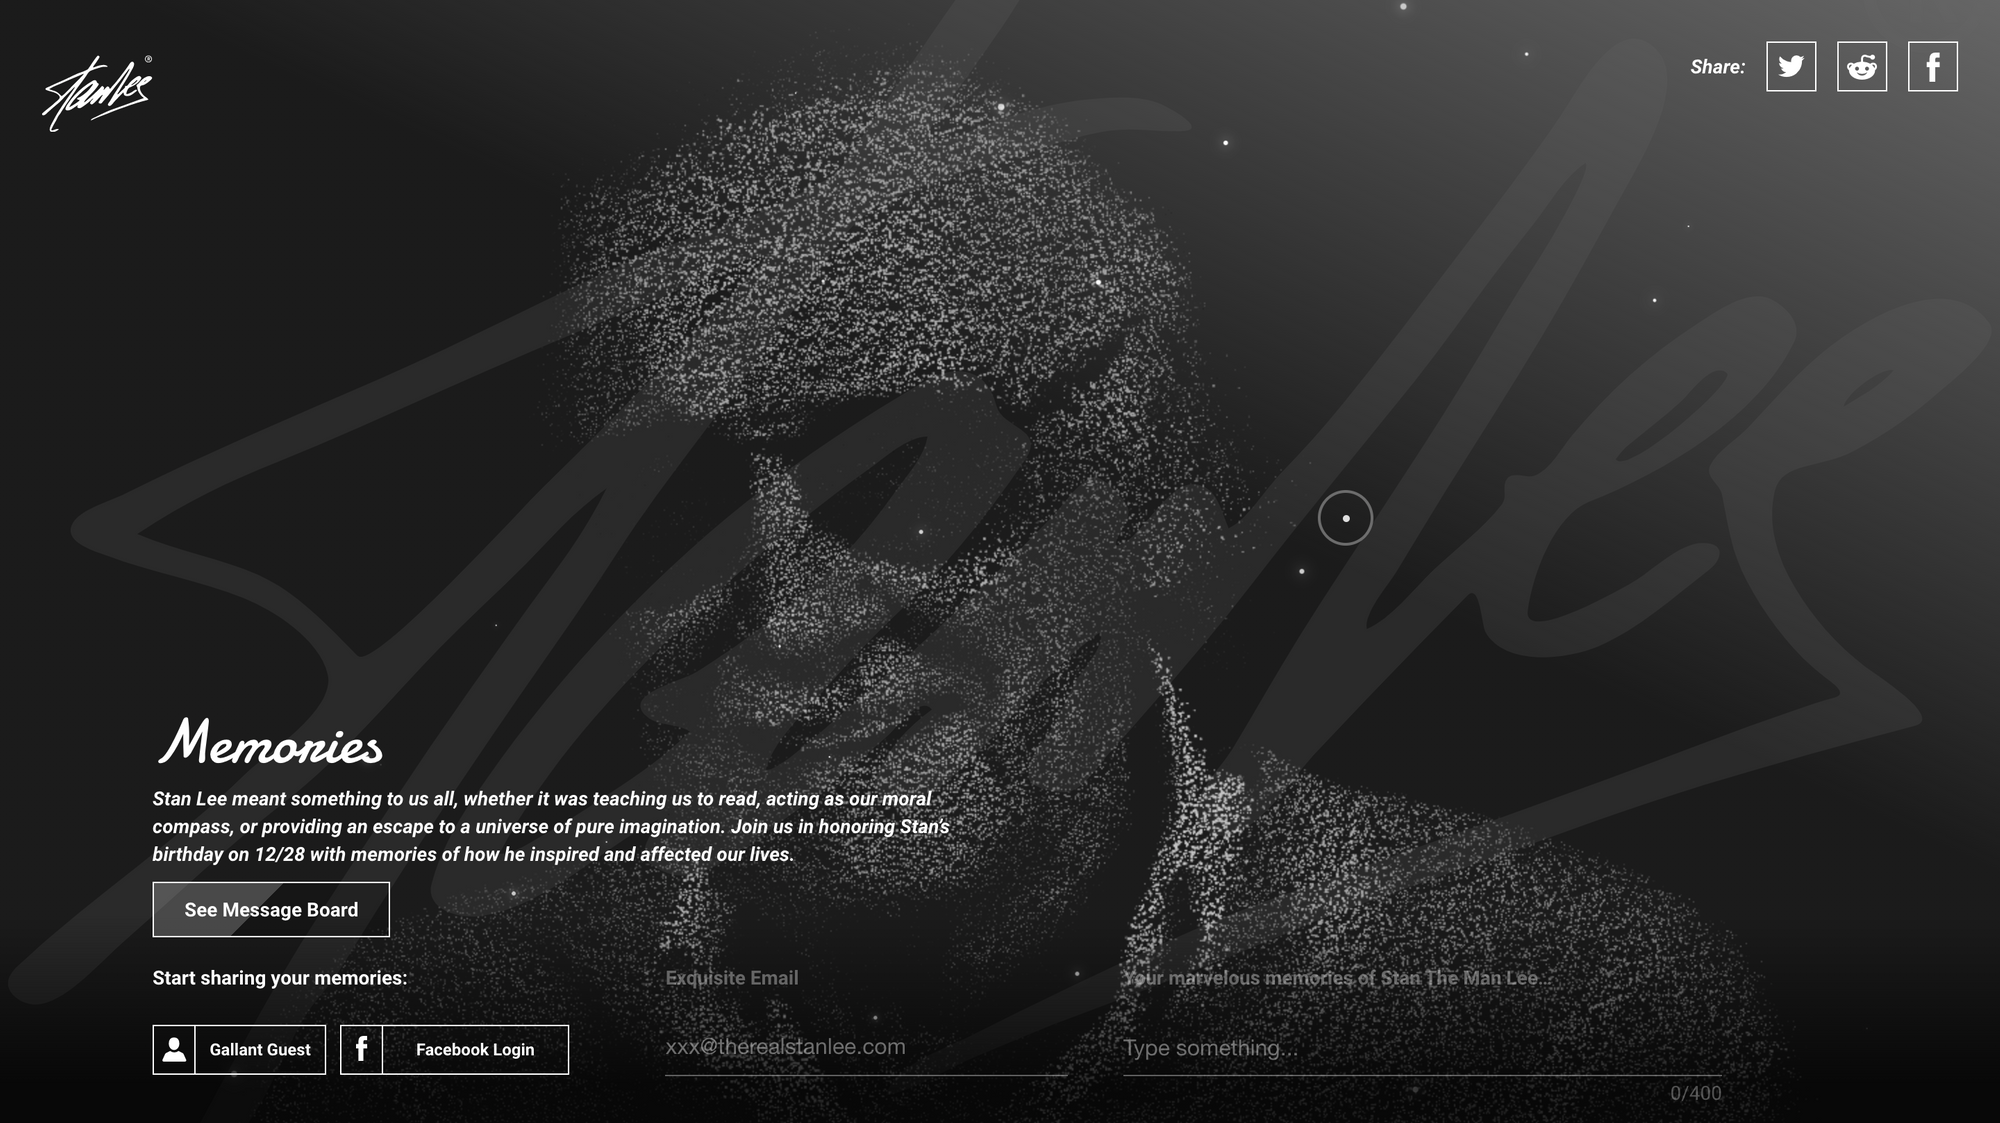 Stan Lee ®
Share:
Stan Lee
Memories
Stan Lee meant something to us all, whether it was teaching us to read, acting as our moral
compass, or providing an escape to a universe of pure imagination. Join us in honoring Stan's
birthday on 12/28 with memories of how he inspired and affected our lives.
See Message Board
Start sharing your memories:
Exquisite Email
Your marvelous memories of Stan The Man Lee...
Gallant Guest
Facebook Login
xxx@therealstanlee.com
Type something...
0/400